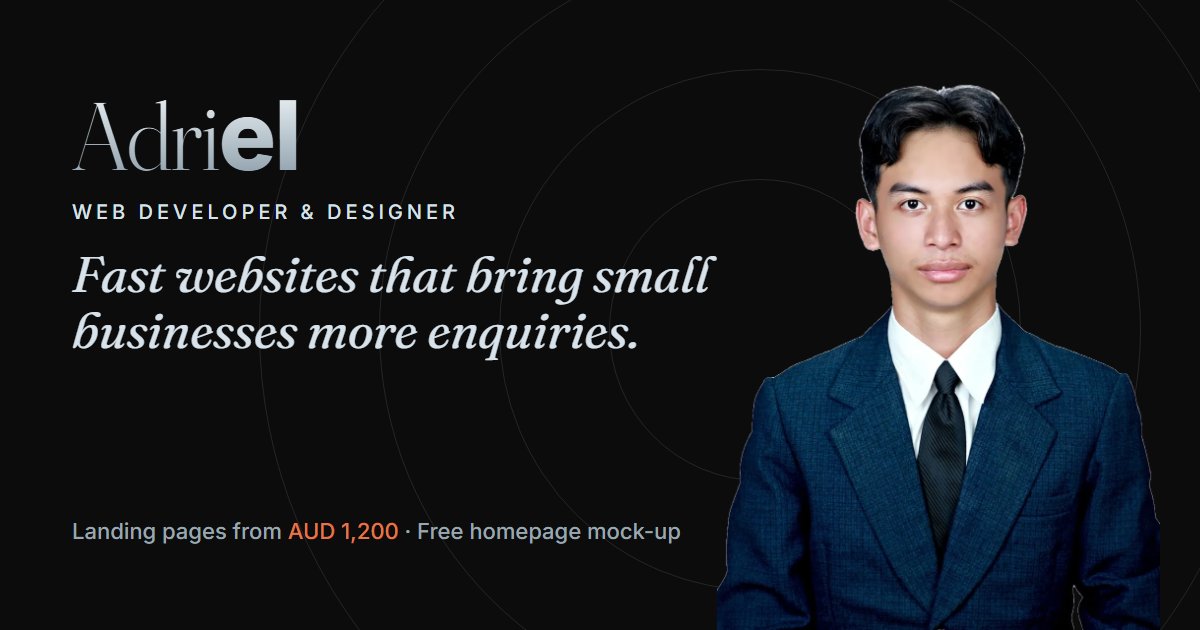 Adriel
WEB DEVELOPER & DESIGNER
Fast websites that bring small
businesses more enquiries.
Landing pages from AUD 1,200 · Free homepage mock-up